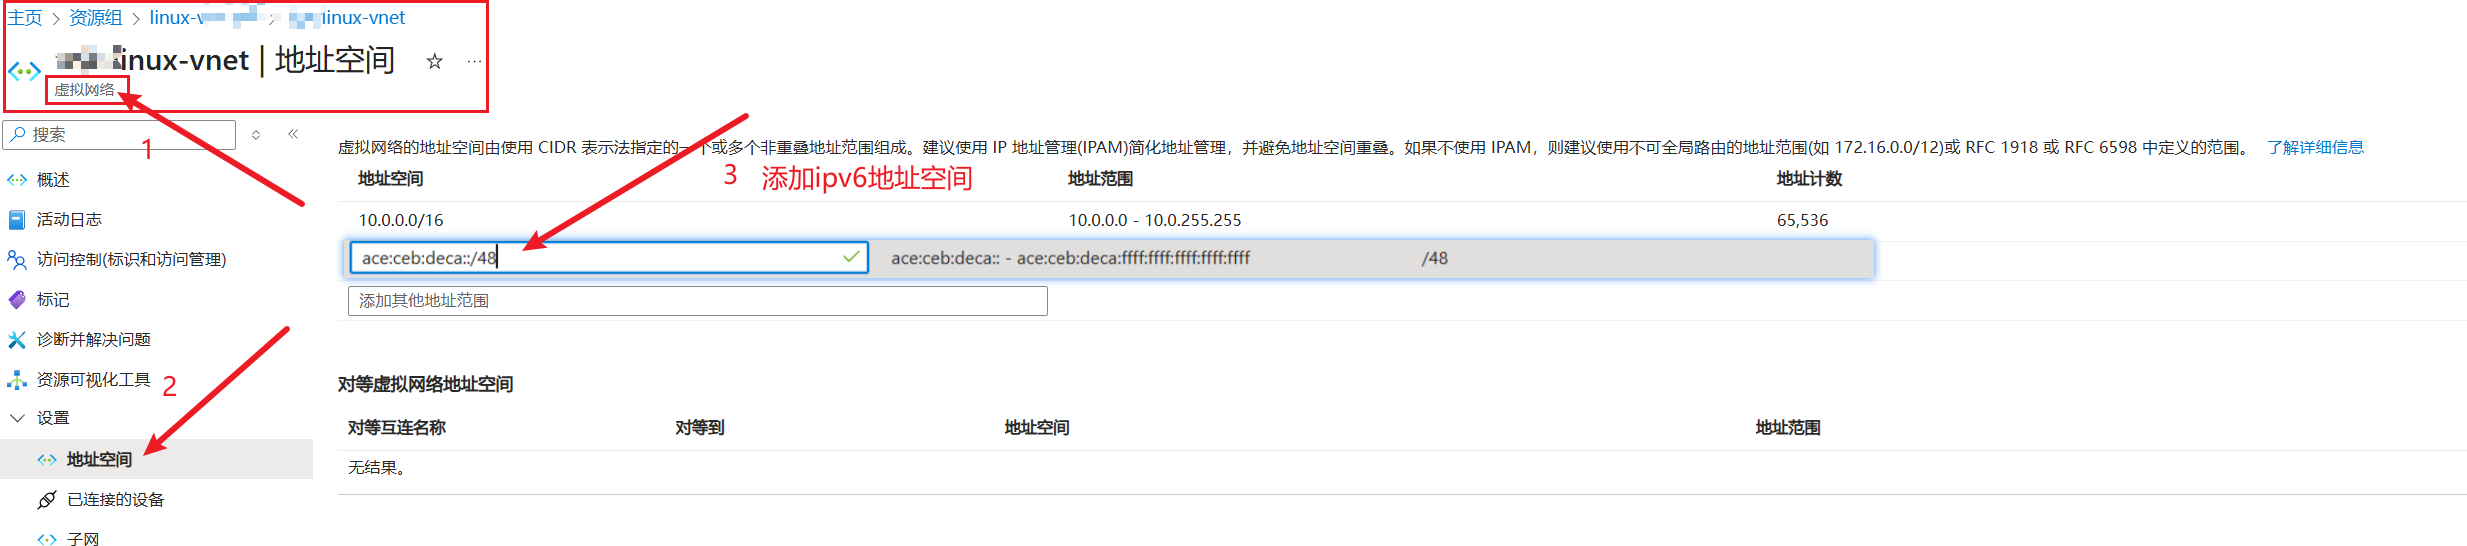 主页 > 资源组 > linux-v > linux-vnet
inux-vnet | 地址空间 ☆ ...
虚拟网络
搜索
1
概述
活动日志
访问控制(标识和访问管理)
标记
诊断并解决问题
资源可视化工具
2
设置
地址空间
已连接的设备
子网
虚拟网络的地址空间由使用 CIDR 表示法指定的一个或多个非重叠地址范围组成。建议使用 IP 地址管理(IPAM)简化地址管理，并避免地址空间重叠。如果不使用 IPAM，则建议使用不可全局路由的地址范围(如 172.16.0.0/12)或 RFC 1918 或 RFC 6598 中定义的范围。 了解详细信息
地址空间 地址范围 地址计数
3 添加ipv6地址空间
10.0.0.0/16 10.0.0.0 - 10.0.255.255 65,536
ace:ceb:deca::/48 ace:ceb:deca:: - ace:ceb:deca:ffff:ffff:ffff:ffff:ffff /48
添加其他地址范围
对等虚拟网络地址空间
对等互连名称 对等到 地址空间 地址范围
无结果。